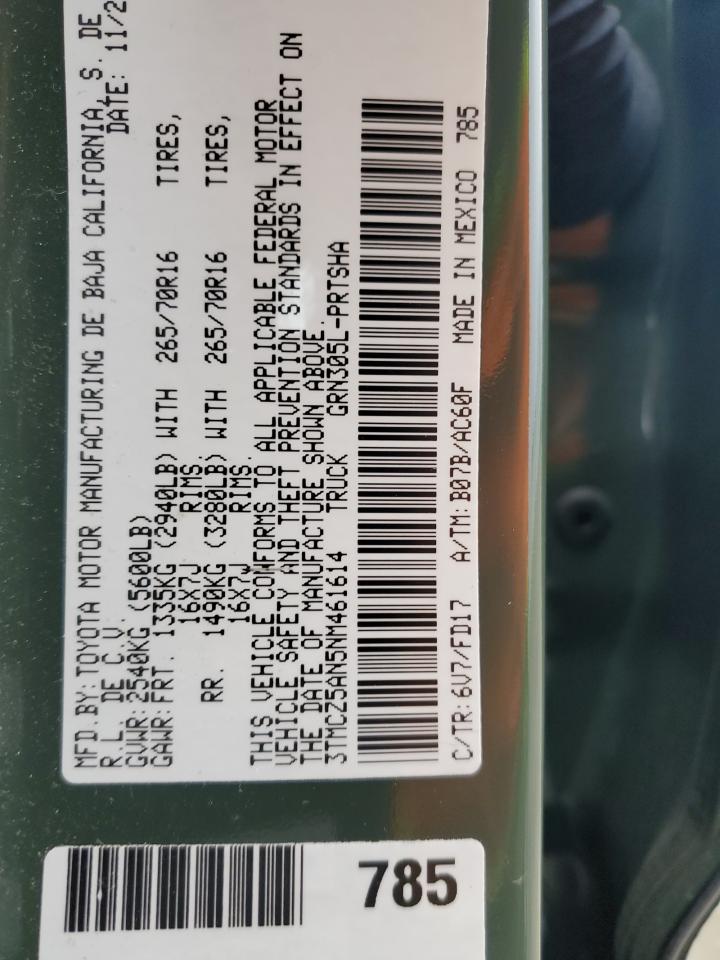 MFD.BY:TOYOTA MOTOR MANUFACTURING DE BAJA CALIFORNIA, S. DE
R.L. DE C.V. DATE: 11/2
GVWR:2540KG (5600LB)
GAWR:FRT. 1335KG (2940LB) WITH 265/70R16 TIRES,
16X7J RIMS.
RR. 1490KG (3280LB) WITH 265/70R16 TIRES,
16X7J RIMS.
THIS VEHICLE CONFORMS TO ALL APPLICABLE FEDERAL MOTOR
VEHICLE SAFETY AND THEFT PREVENTION STANDARDS IN EFFECT ON
THE DATE OF MANUFACTURE SHOWN ABOVE.
3TMCZ5AN5NM461614 TRUCK GRN305L-PRTSHA
C/TR:6V7/FD17 A/TM:B07B/AC60F MADE IN MEXICO 785
785